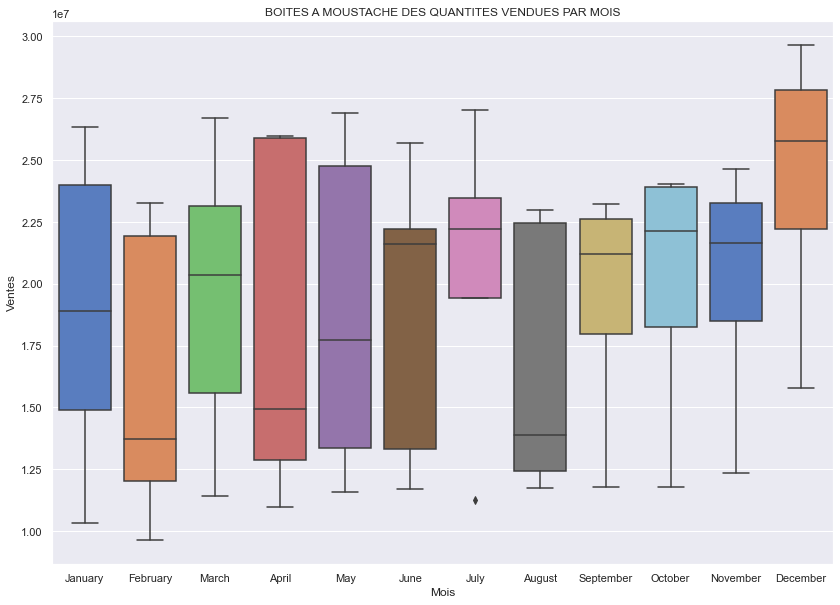 BOITES A MOUSTACHE DES QUANTITES VENDUES PAR MOIS
1e7
3.00
2.75
2.50
2.25
2.00
1.75
1.50
1.25
1.00
Ventes
January February March April May June July August September October November December
Mois